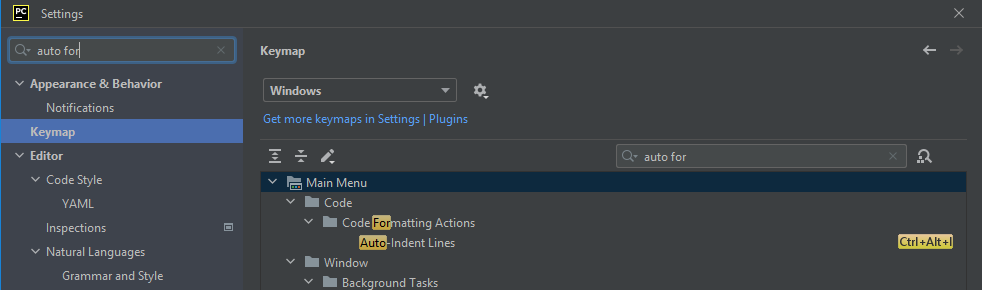 PC Settings
auto for
Appearance & Behavior
Notifications
Keymap
Editor
Code Style
YAML
Inspections
Natural Languages
Grammar and Style
Keymap
Windows
Get more keymaps in Settings | Plugins
auto for
Main Menu
Code
Code Formatting Actions
Auto-Indent Lines Ctrl+Alt+I
Window
Background Tasks